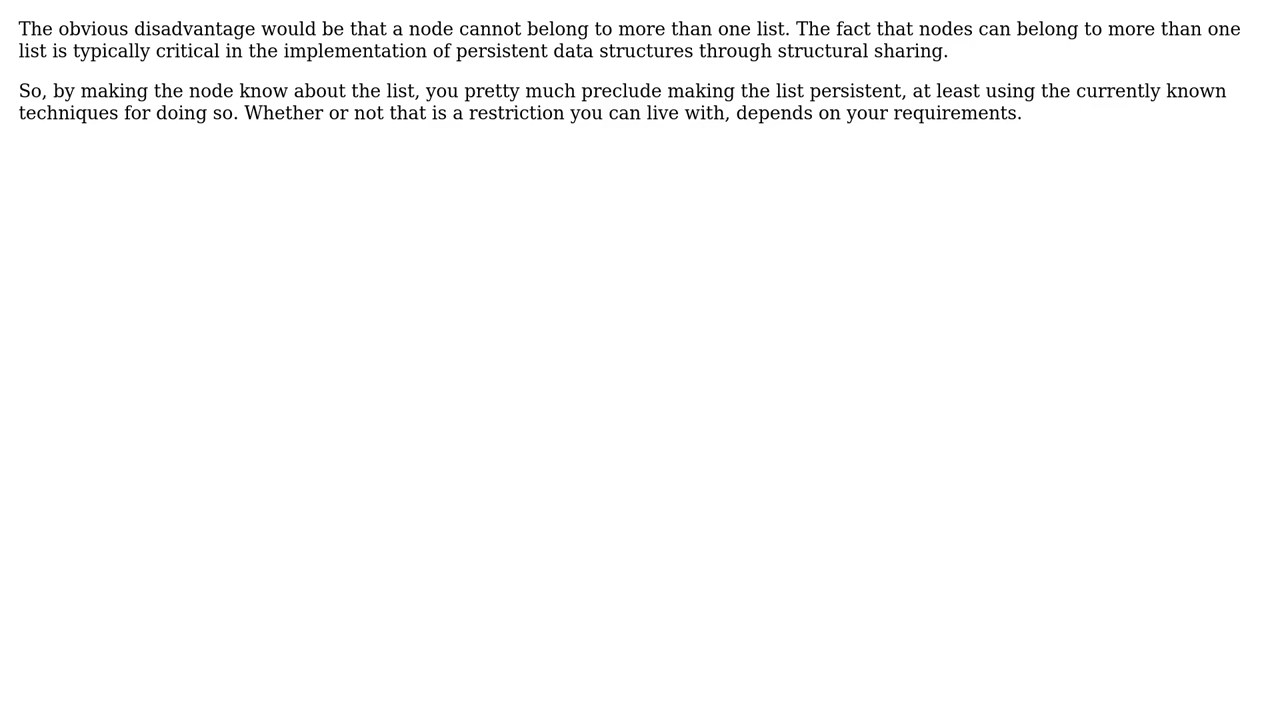 The obvious disadvantage would be that a node cannot belong to more than one list. The fact that nodes can belong to more than one
list is typically critical in the implementation of persistent data structures through structural sharing.
So, by making the node know about the list, you pretty much preclude making the list persistent, at least using the currently known
techniques for doing so. Whether or not that is a restriction you can live with, depends on your requirements.